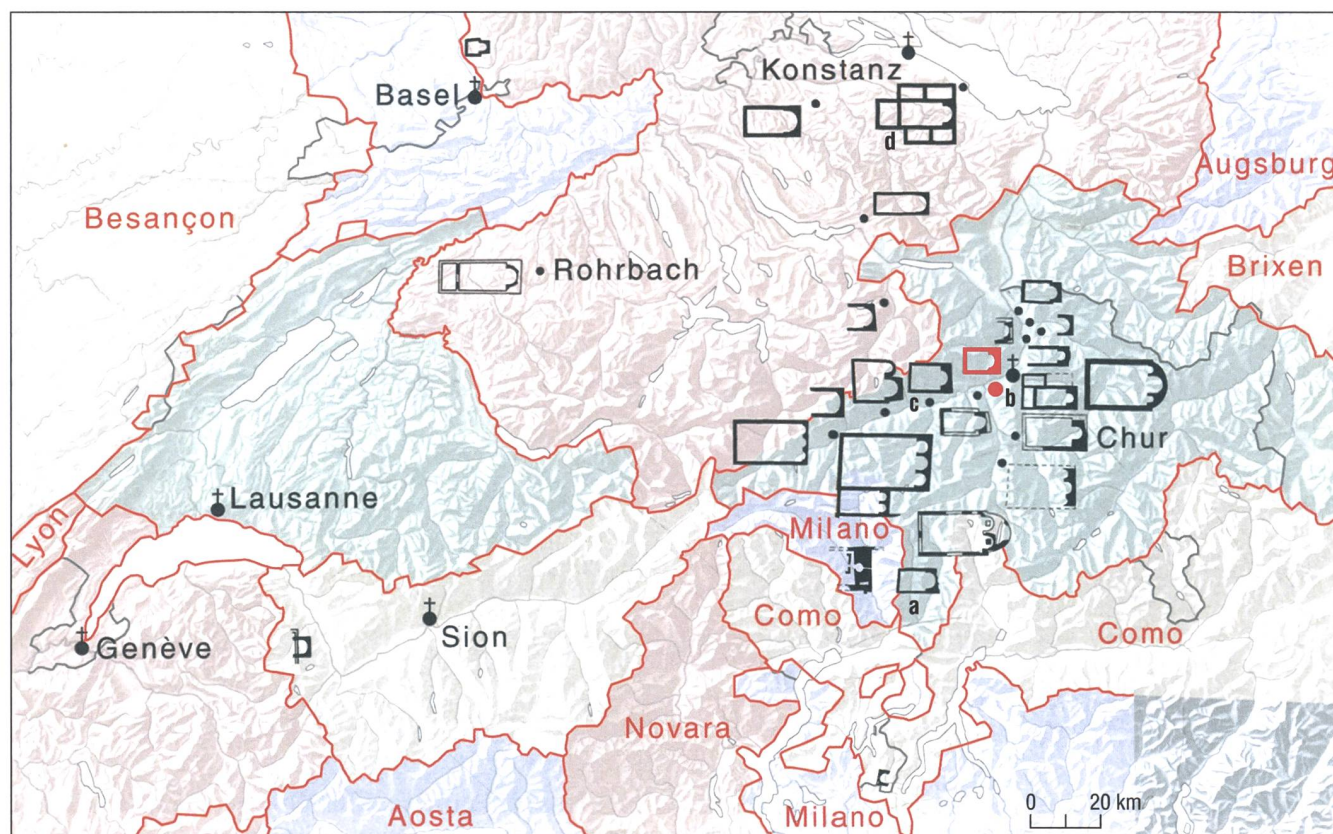 Konstanz
Basel
d
Augsburg
Besançon
Brixen
Rohrbach
c
b
Chur
Lausanne
Lyon
Milano
a
Como
Como
Sion
Genève
Novara
Milano
Aosta
0 20 km